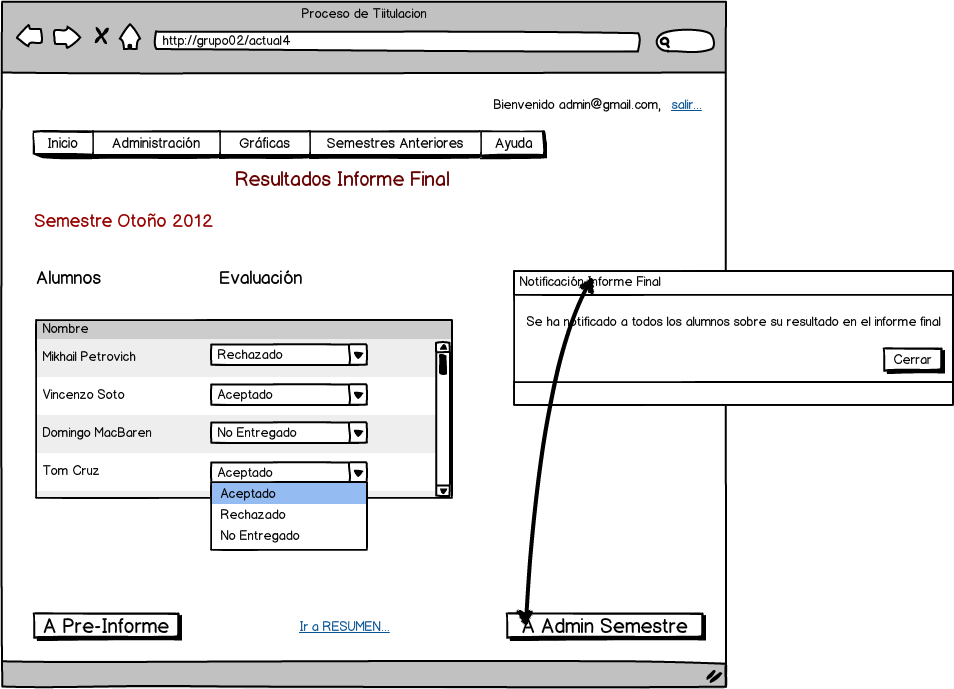 Proceso de Tiitulacion
http://grupo02/actual4
Bienvenido admin@gmail.com, salir...
Inicio Administración Gráficas Semestres Anteriores Ayuda
Resultados Informe Final
Semestre Otoño 2012
Alumnos Evaluación
Nombre
Mikhail Petrovich Rechazado
Vincenzo Soto Aceptado
Domingo MacBaren No Entregado
Tom Cruz Aceptado
Aceptado
Rechazado
No Entregado
Notificación Informe Final
Se ha notificado a todos los alumnos sobre su resultado en el informe final
Cerrar
A Pre-Informe Ir a RESUMEN... A Admin Semestre